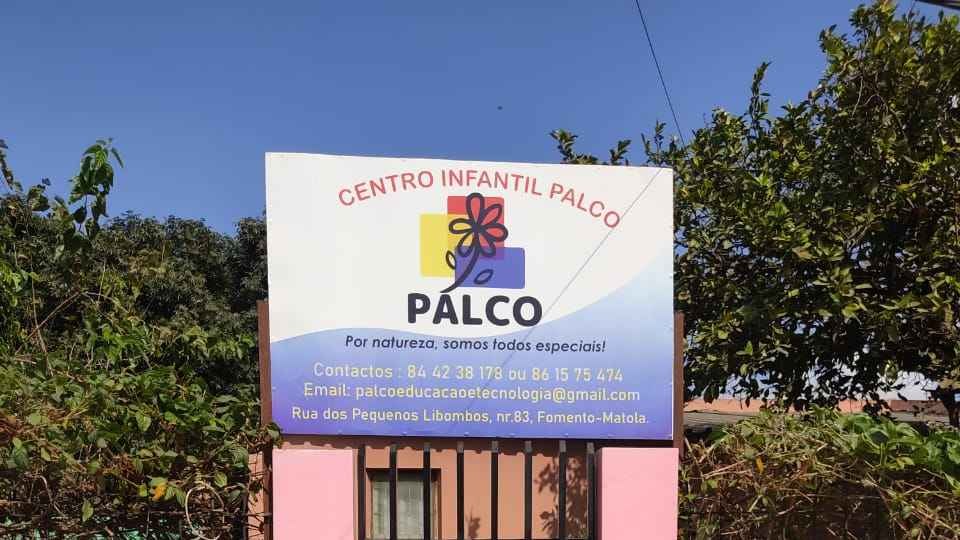 CENTRO INFANTIL PALCO
PALCO
Por natureza, somos todos especiais!
Contactos : 84 42 38 178 ou 86 15 75 474
Email: palcoeducacaoetecnologia@gmail.com
Rua dos Pequenos Libombos, nr.83, Fomento-Matola.